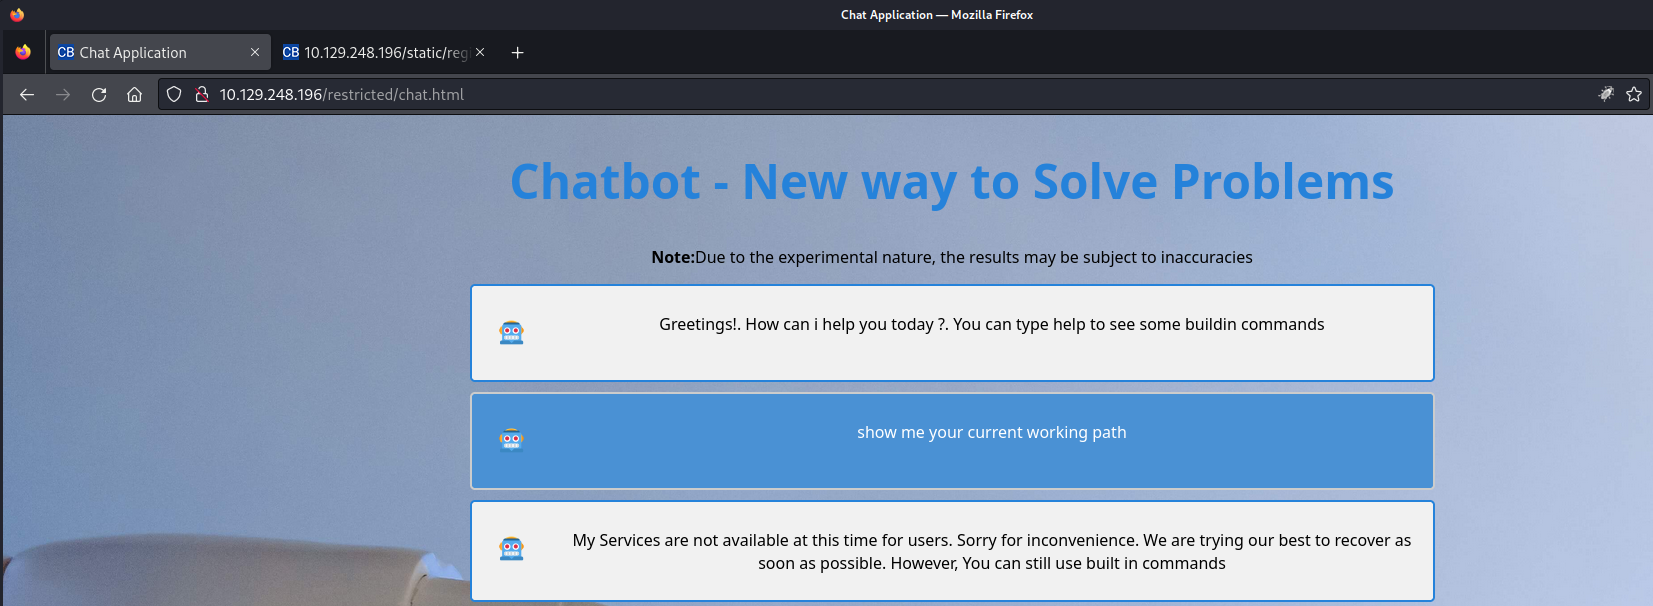 Chat Application — Mozilla Firefox
CB Chat Application
CB 10.129.248.196/static/reg
10.129.248.196/restricted/chat.html
Chatbot - New way to Solve Problems
Note:Due to the experimental nature, the results may be subject to inaccuracies
Greetings!. How can i help you today ?. You can type help to see some buildin commands
show me your current working path
My Services are not available at this time for users. Sorry for inconvenience. We are trying our best to recover as
soon as possible. However, You can still use built in commands